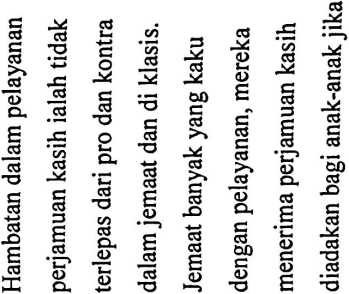 Hambatan dalam pelayanan
perjamuan kasih ialah tidak
terlepas dari pro dan kontra
dalam jemaat dan di klasis.
Jemaat banyak yang kaku
dengan pelayanan, mereka
menerima perjamuan kasih
diadakan bagi anak-anak jika